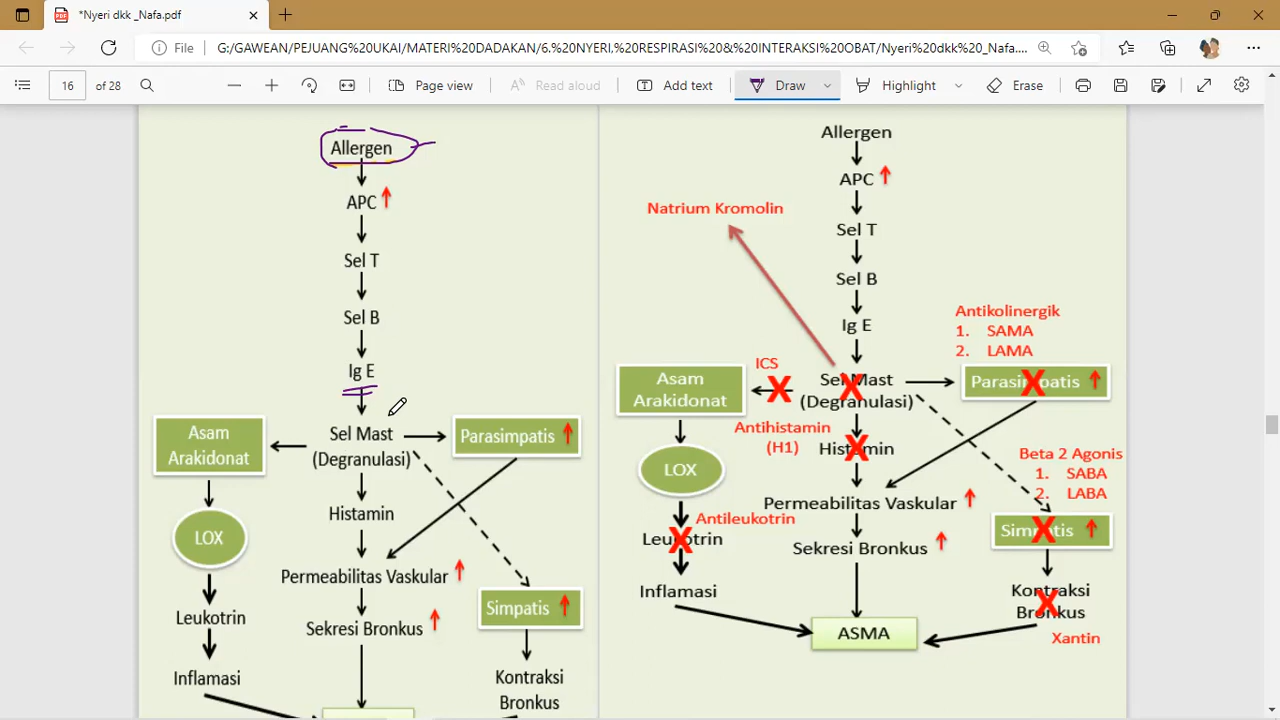 *Nyeri dkk _Nafa.pdf
File
G:/GAWEAN/PEJUANG%20UKAI/MATERI%20DADAKAN/6.%20NYERI,%20RESPIRASI%20&%20INTERAKSI%20OBAT/Nyeri%20dkk%20_Nafa....
16 of 28
Page view
Read aloud
Add text
Draw
Highlight
Erase
Allergen
APC
Sel T
Sel B
Ig E
Asam
Arakidonat
Sel Mast
(Degranulasi)
Parasimpatis
LOX
Histamin
Permeabilitas Vaskular
Simpatis
Leukotrin
Sekresi Bronkus
Inflamasi
Kontraksi
Bronkus
Allergen
APC
Natrium Kromolin
Sel T
Sel B
Ig E
Antikolinergik
1. SAMA
2. LAMA
ICS
Asam
Arakidonat
Sel Mast
(Degranulasi)
Parasimpatis
Antihistamin
(H1)
Histamin
Beta 2 Agonis
1. SABA
2. LABA
LOX
Permeabilitas Vaskular
Antileukotrin
Leukotrin
Sekresi Bronkus
Simpatis
Inflamasi
Kontraksi
Bronkus
Xantin
ASMA